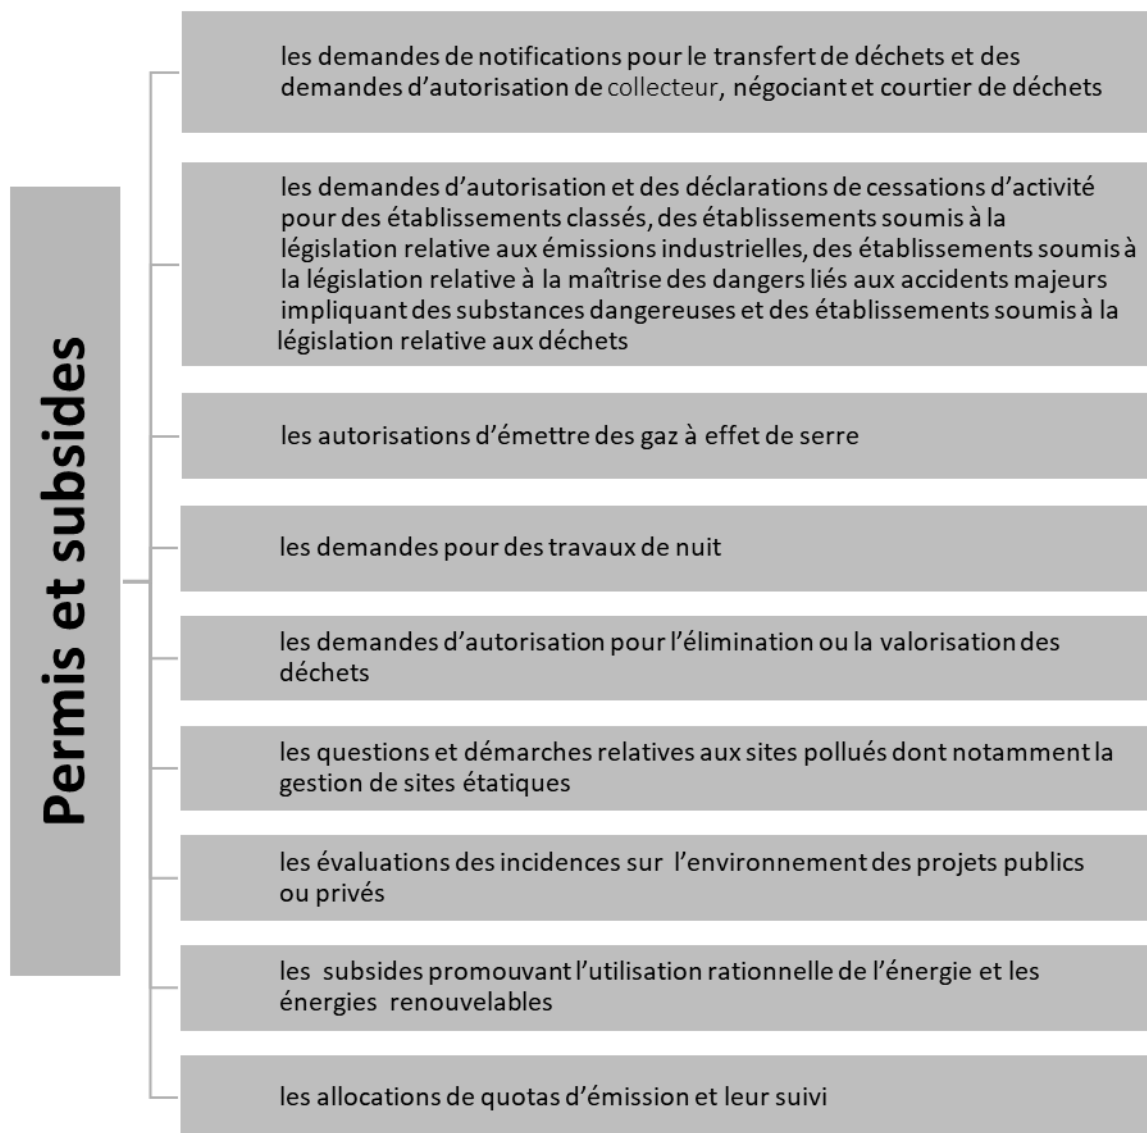 Permis et subsides
les demandes de notifications pour le transfert de déchets et des
demandes d’autorisation de collecteur, négociant et courtier de déchets
les demandes d’autorisation et des déclarations de cessations d’activité
pour des établissements classés, des établissements soumis à la
législation relative aux émissions industrielles, des établissements soumis à
la législation relative à la maîtrise des dangers liés aux accidents majeurs
impliquant des substances dangereuses et des établissements soumis à la
législation relative aux déchets
les autorisations d’émettre des gaz à effet de serre
les demandes pour des travaux de nuit
les demandes d’autorisation pour l’élimination ou la valorisation des
déchets
les questions et démarches relatives aux sites pollués dont notamment la
gestion de sites étatiques
les évaluations des incidences sur l’environnement des projets publics
ou privés
les subsides promouvant l’utilisation rationnelle de l’énergie et les
énergies renouvelables
les allocations de quotas d’émission et leur suivi